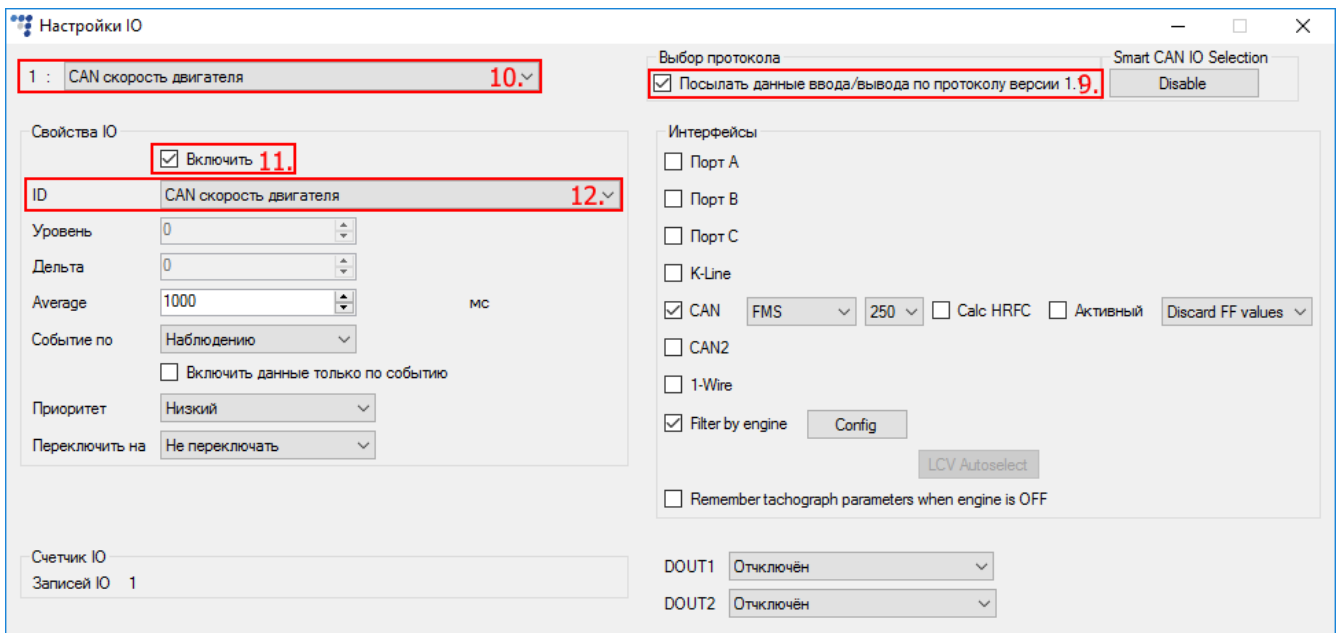 Настройки IO
1 : CAN скорость двигателя 10.
Выбор протокола
Посылать данные ввода/вывода по протоколу версии 1. 9.
Smart CAN IO Selection
Disable
Свойства IO
Включить 11.
ID CAN скорость двигателя 12.
Уровень 0
Дельта 0
Average 1000 мс
Событие по Наблюдению
Включить данные только по событию
Приоритет Низкий
Переключить на Не переключать
Интерфейсы
Порт A
Порт B
Порт C
K-Line
CAN FMS 250 Calc HRFC Активный Discard FF values
CAN2
1-Wire
Filter by engine Config
LCV Autoselect
Remember tachograph parameters when engine is OFF
Счетчик IO
Записей IO 1
DOUT1 Отчключён
DOUT2 Отчключён